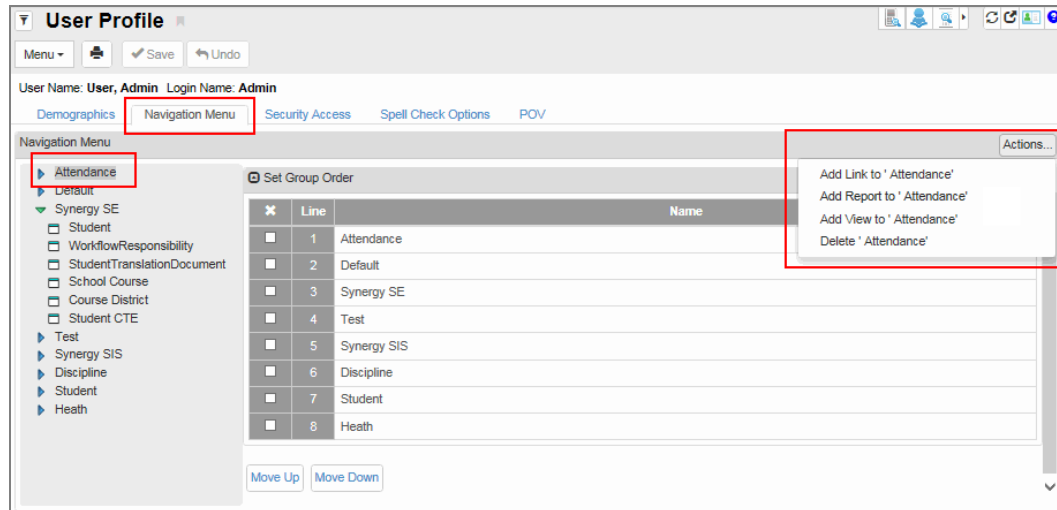 User Profile
Menu Save Undo
User Name: User, Admin Login Name: Admin
Demographics Navigation Menu Security Access Spell Check Options POV
Navigation Menu Actions...
Attendance
Default
Synergy SE
Student
WorkflowResponsibility
StudentTranslationDocument
School Course
Course District
Student CTE
Test
Synergy SIS
Discipline
Student
Heath
Set Group Order
Line Name
1 Attendance
2 Default
3 Synergy SE
4 Test
5 Synergy SIS
6 Discipline
7 Student
8 Heath
Move Up Move Down
Add Link to ' Attendance'
Add Report to ' Attendance'
Add View to ' Attendance'
Delete ' Attendance'